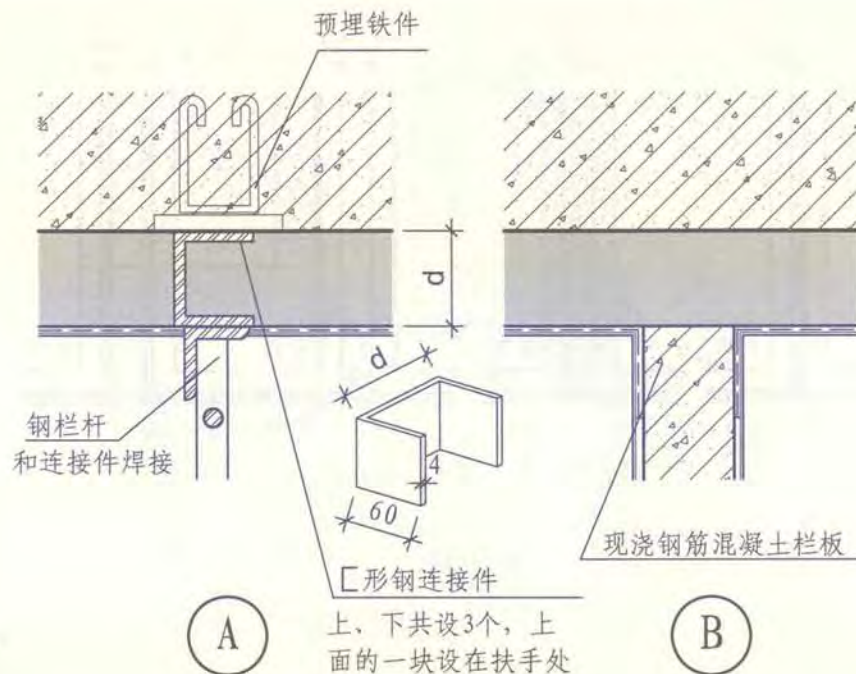 预埋铁件
d
d
4
60
钢栏杆
和连接件焊接
现浇钢筋混凝土栏板
匚形钢连接件
上、下共设3个，上
面的一块设在扶手处
A
B